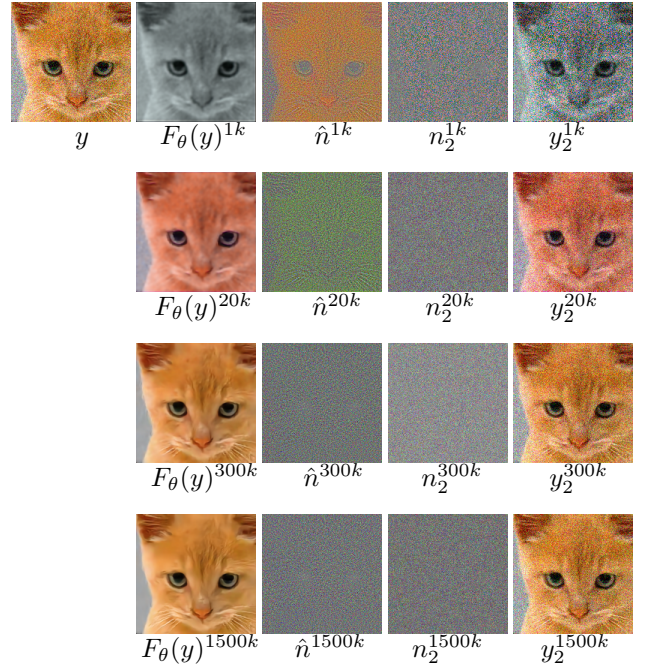 y F_θ(y)^{1k} n̂^{1k} n_2^{1k} y_2^{1k}
F_θ(y)^{20k} n̂^{20k} n_2^{20k} y_2^{20k}
F_θ(y)^{300k} n̂^{300k} n_2^{300k} y_2^{300k}
F_θ(y)^{1500k} n̂^{1500k} n_2^{1500k} y_2^{1500k}